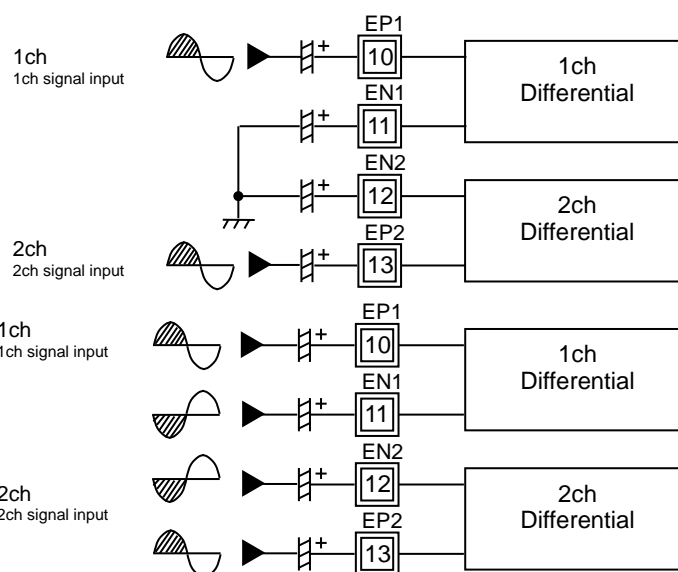 EP1
1ch
1ch signal input
+
10
1ch
Differential
EN1
+
11
EN2
+
12
2ch
Differential
2ch
2ch signal input
EP2
+
13
1ch
1ch signal input
EP1
+
10
1ch
Differential
EN1
+
11
2ch
2ch signal input
EN2
+
12
2ch
Differential
EP2
+
13